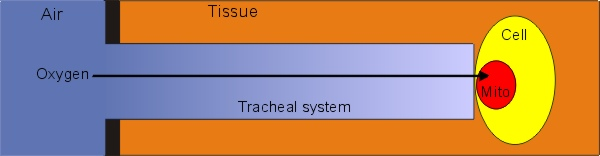 Air
Tissue
Cell
Oxygen
Mito
Tracheal system